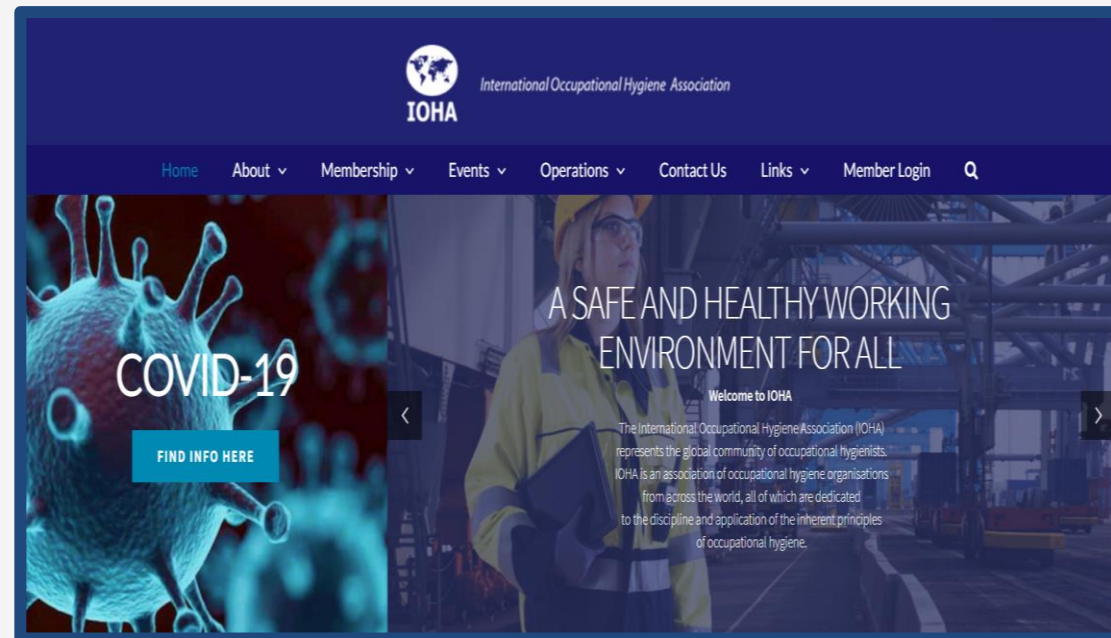 IOHA
International Occupational Hygiene Association
Home About Membership Events Operations Contact Us Links Member Login
COVID-19
FIND INFO HERE
A SAFE AND HEALTHY WORKING
ENVIRONMENT FOR ALL
Welcome to IOHA
The International Occupational Hygiene Association (IOHA)
represents the global community of occupational hygienists.
IOHA is an association of occupational hygiene organisations
from across the world, all of which are dedicated
to the discipline and application of the inherent principles
of occupational hygiene.